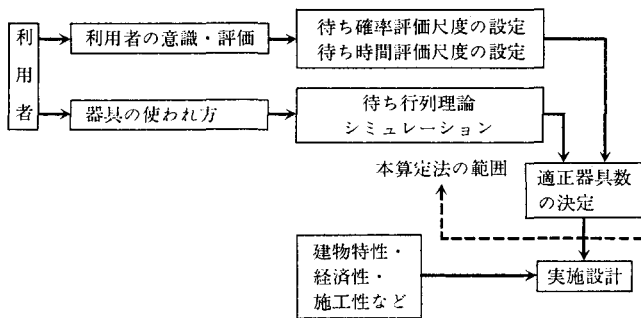 利用者
利用者の意識・評価
待ち確率評価尺度の設定
待ち時間評価尺度の設定
器具の使われ方
待ち行列理論
シミュレーション
本算定法の範囲
適正器具数
の決定
建物特性・
経済性・
施工性など
実施設計